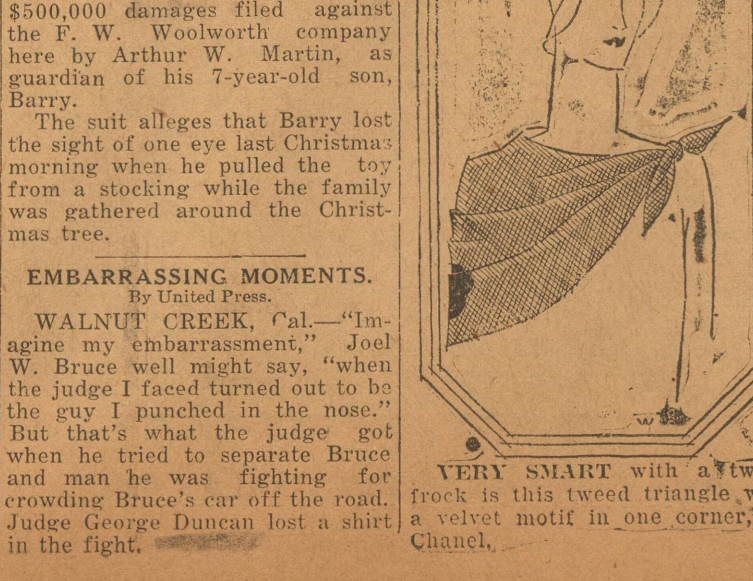 $500,000 damages filed against
the F. W. Woolworth company
here by Arthur W. Martin, as
guardian of his 7-year-old son,
Barry.
The suit alleges that Barry lost
the sight of one eye last Christmas
morning when he pulled the toy
from a stocking while the family
was gathered around the Christ-
mas tree.
EMBARRASSING MOMENTS.
By United Press.
WALNUT CREEK, Cal.—“Im-
agine my embarrassment,” Joel
W. Bruce well might say, “when
the judge I faced turned out to be
the guy I punched in the nose.”
But that’s what the judge got
when he tried to separate Bruce
and man he was fighting for
crowding Bruce’s car off the road.
Judge George Duncan lost a shirt
in the fight.
W
VERY SMART with a tw
frock is this tweed triangle
a velvet motif in one corner,
Chanel.